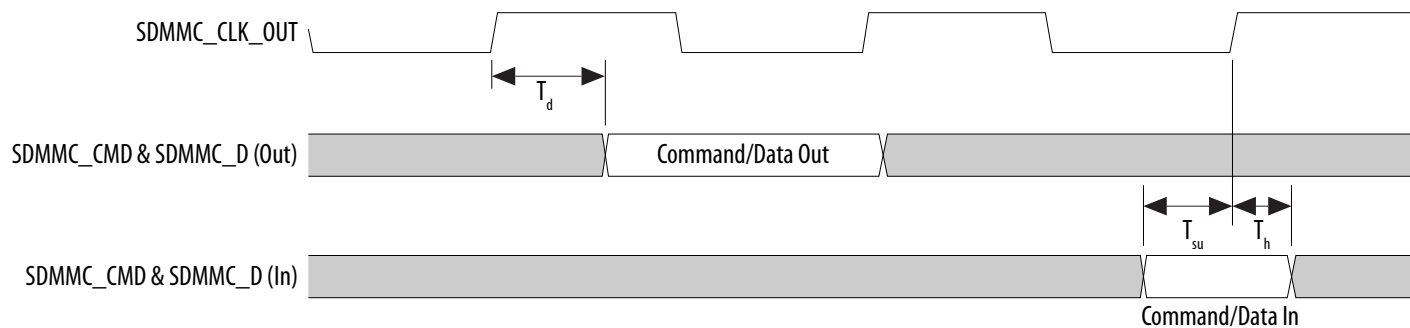 SDMMC_CLK_OUT
T_d
SDMMC_CMD & SDMMC_D (Out)
Command/Data Out
T_su
T_h
SDMMC_CMD & SDMMC_D (In)
Command/Data In